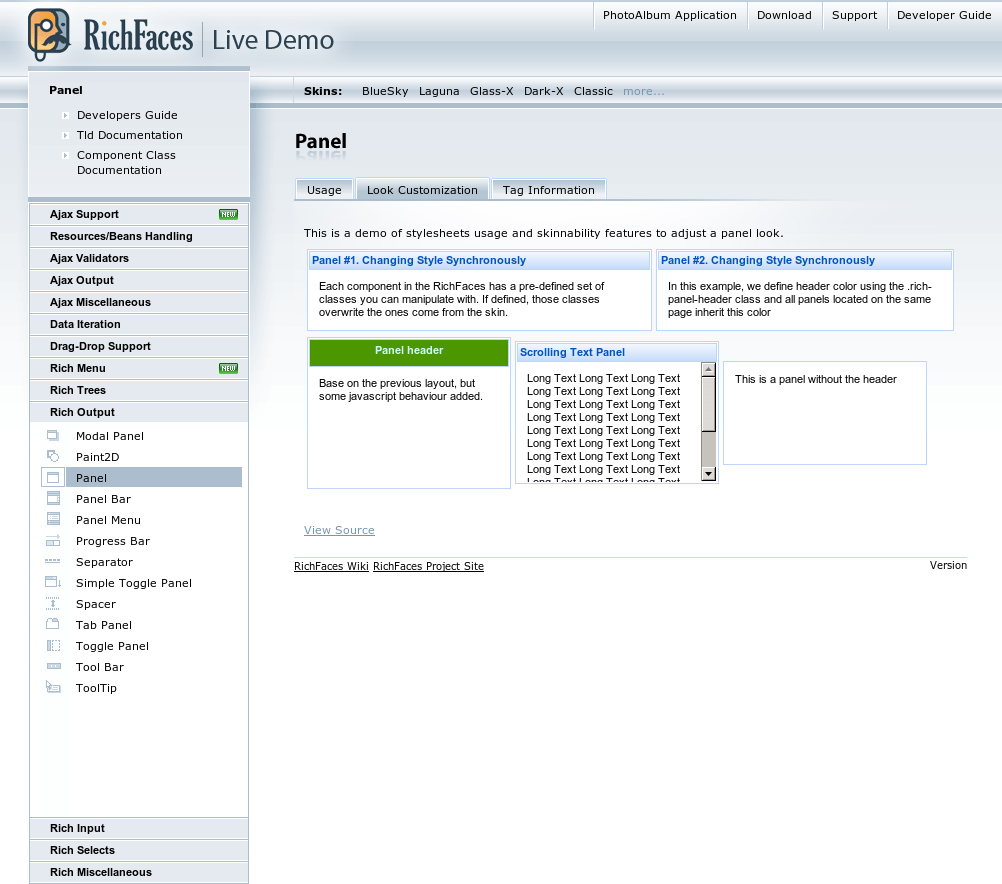 RichFaces Live Demo
PhotoAlbum Application
Download
Support
Developer Guide
Skins:
BlueSky
Laguna
Glass-X
Dark-X
Classic
more...
Panel
Developers Guide
Tld Documentation
Component Class
Documentation
Ajax Support
NEW
Resources/Beans Handling
Ajax Validators
Ajax Output
Ajax Miscellaneous
Data Iteration
Drag-Drop Support
Rich Menu
NEW
Rich Trees
Rich Output
Modal Panel
Paint2D
Panel
Panel Bar
Panel Menu
Progress Bar
Separator
Simple Toggle Panel
Spacer
Tab Panel
Toggle Panel
Tool Bar
ToolTip
Rich Input
Rich Selects
Rich Miscellaneous
Panel
Usage
Look Customization
Tag Information
This is a demo of stylesheets usage and skinnability features to adjust a panel look.
Panel #1. Changing Style Synchronously
Each component in the RichFaces has a pre-defined set of
classes you can manipulate with. If defined, those classes
overwrite the ones come from the skin.
Panel #2. Changing Style Synchronously
In this example, we define header color using the .rich-
panel-header class and all panels located on the same
page inherit this color
Panel header
Base on the previous layout, but
some javascript behaviour added.
Scrolling Text Panel
Long Text Long Text Long Text
Long Text Long Text Long Text
Long Text Long Text Long Text
Long Text Long Text Long Text
Long Text Long Text Long Text
Long Text Long Text Long Text
Long Text Long Text Long Text
Long Text Long Text Long Text
Long Text Long Text Long Text
This is a panel without the header
View Source
RichFaces Wiki
RichFaces Project Site
Version